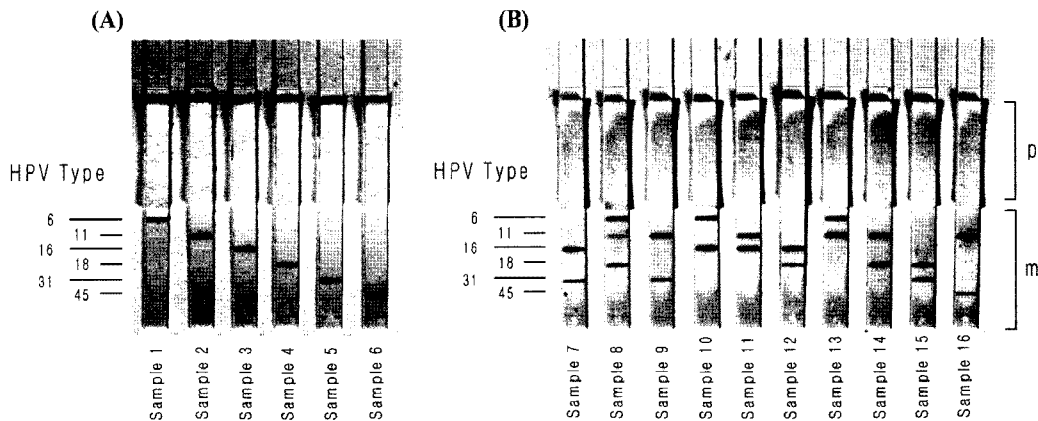 (A)
HPV Type
6
11
16
18
31
45
Sample 1
Sample 2
Sample 3
Sample 4
Sample 5
Sample 6
(B)
HPV Type
6
11
16
18
31
45
p
m
Sample 7
Sample 8
Sample 9
Sample 10
Sample 11
Sample 12
Sample 13
Sample 14
Sample 15
Sample 16